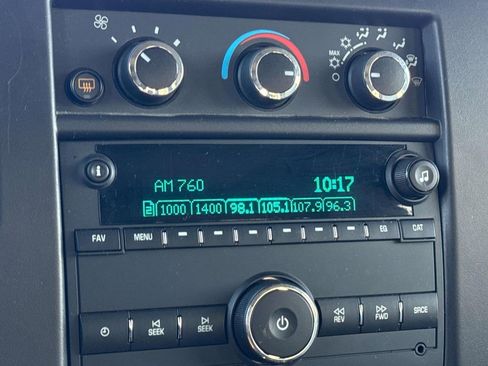 MAX
AM 760 10:17
2 1000 1400 98.1 105.1 107.9 96.3
FAV MENU EQ CAT
SEEK SEEK REV FWD SRCE